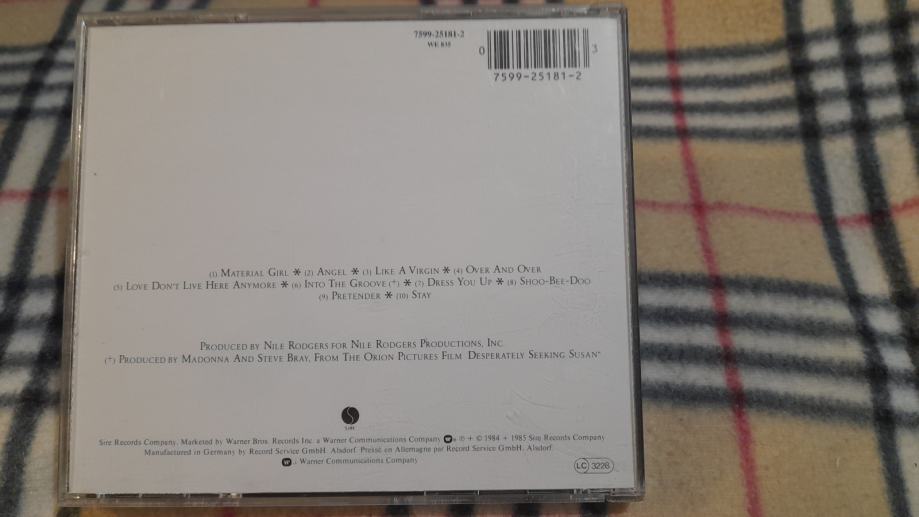 7599-25181-2
WE 835
0 3
7599-25181-2
(1) MATERIAL GIRL * (2) ANGEL * (3) LIKE A VIRGIN * (4) OVER AND OVER
(5) LOVE DON'T LIVE HERE ANYMORE * (6) INTO THE GROOVE (+) * (7) DRESS YOU UP * (8) SHOO-BEE-DOO
(9) PRETENDER * (10) STAY
PRODUCED BY NILE RODGERS FOR NILE RODGERS PRODUCTIONS, INC.
(+) PRODUCED BY MADONNA AND STEVE BRAY, FROM THE ORION PICTURES FILM "DESPERATELY SEEKING SUSAN"
SIRE
Sire Records Company, Marketed by Warner Bros. Records Inc. a Warner Communications Company ℗ + © 1984 + 1985 Sire Records Company
Manufactured in Germany by Record Service GmbH, Alsdorf. Pressé en Allemagne par Record Service GmbH, Alsdorf.
: Warner Communications Company
LC 3228